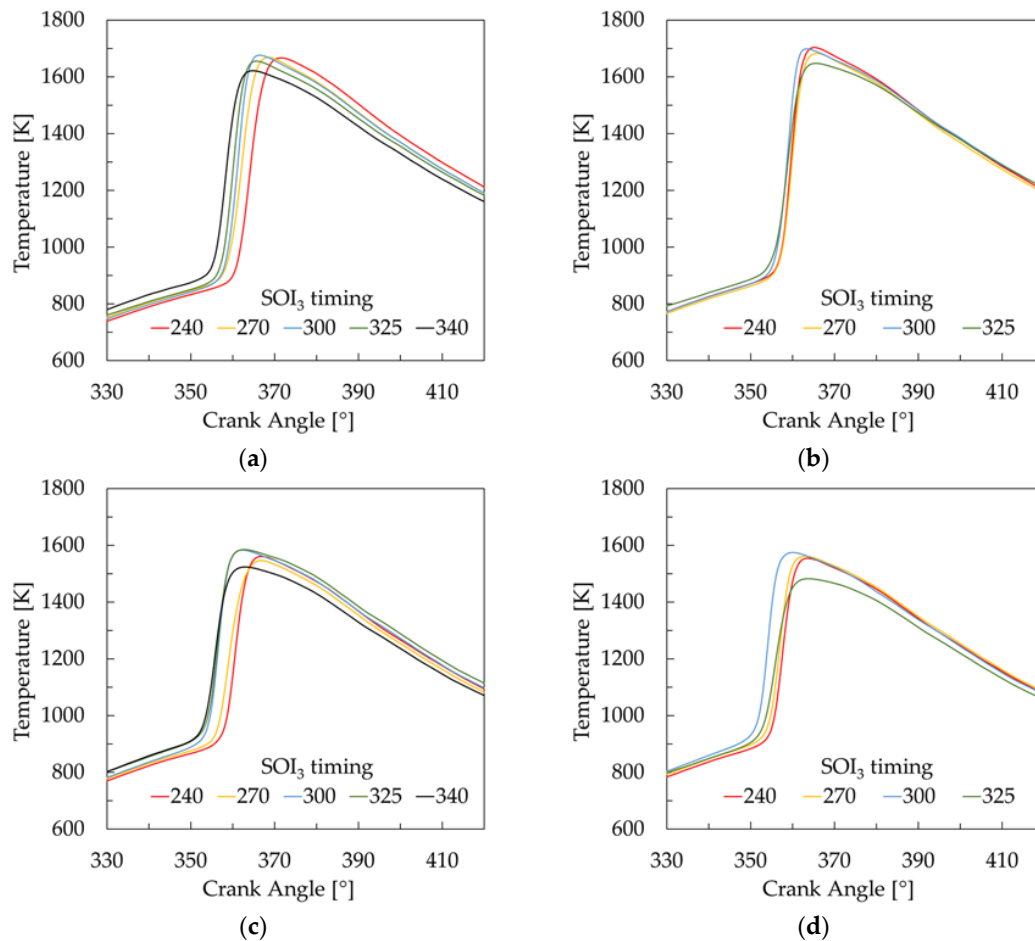 1800
1600
1400
1200
1000
800
600
Temperature [K]
SOI₃ timing
240 270 300 325 340
330 350 370 390 410
Crank Angle [°]
(a)
1800
1600
1400
1200
1000
800
600
Temperature [K]
SOI₃ timing
240 270 300 325
330 350 370 390 410
Crank Angle [°]
(b)
1800
1600
1400
1200
1000
800
600
Temperature [K]
SOI₃ timing
240 270 300 325 340
330 350 370 390 410
Crank Angle [°]
(c)
1800
1600
1400
1200
1000
800
600
Temperature [K]
SOI₃ timing
240 270 300 325
330 350 370 390 410
Crank Angle [°]
(d)